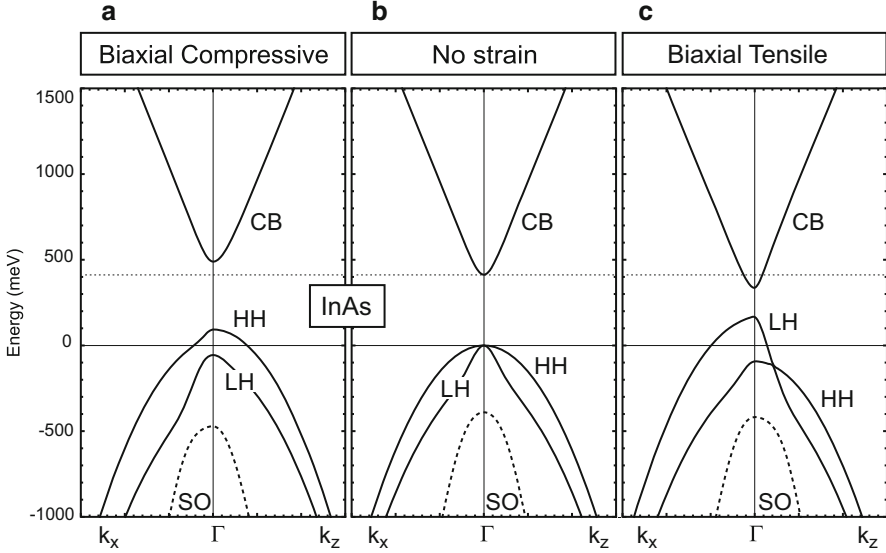 a
b
c
Biaxial Compressive
No strain
Biaxial Tensile
1500
1000
500
0
-500
-1000
Energy (meV)
CB
HH
LH
SO
InAs
CB
HH
LH
SO
CB
LH
HH
SO
kx
Γ
kz
kx
Γ
kz
kx
Γ
kz